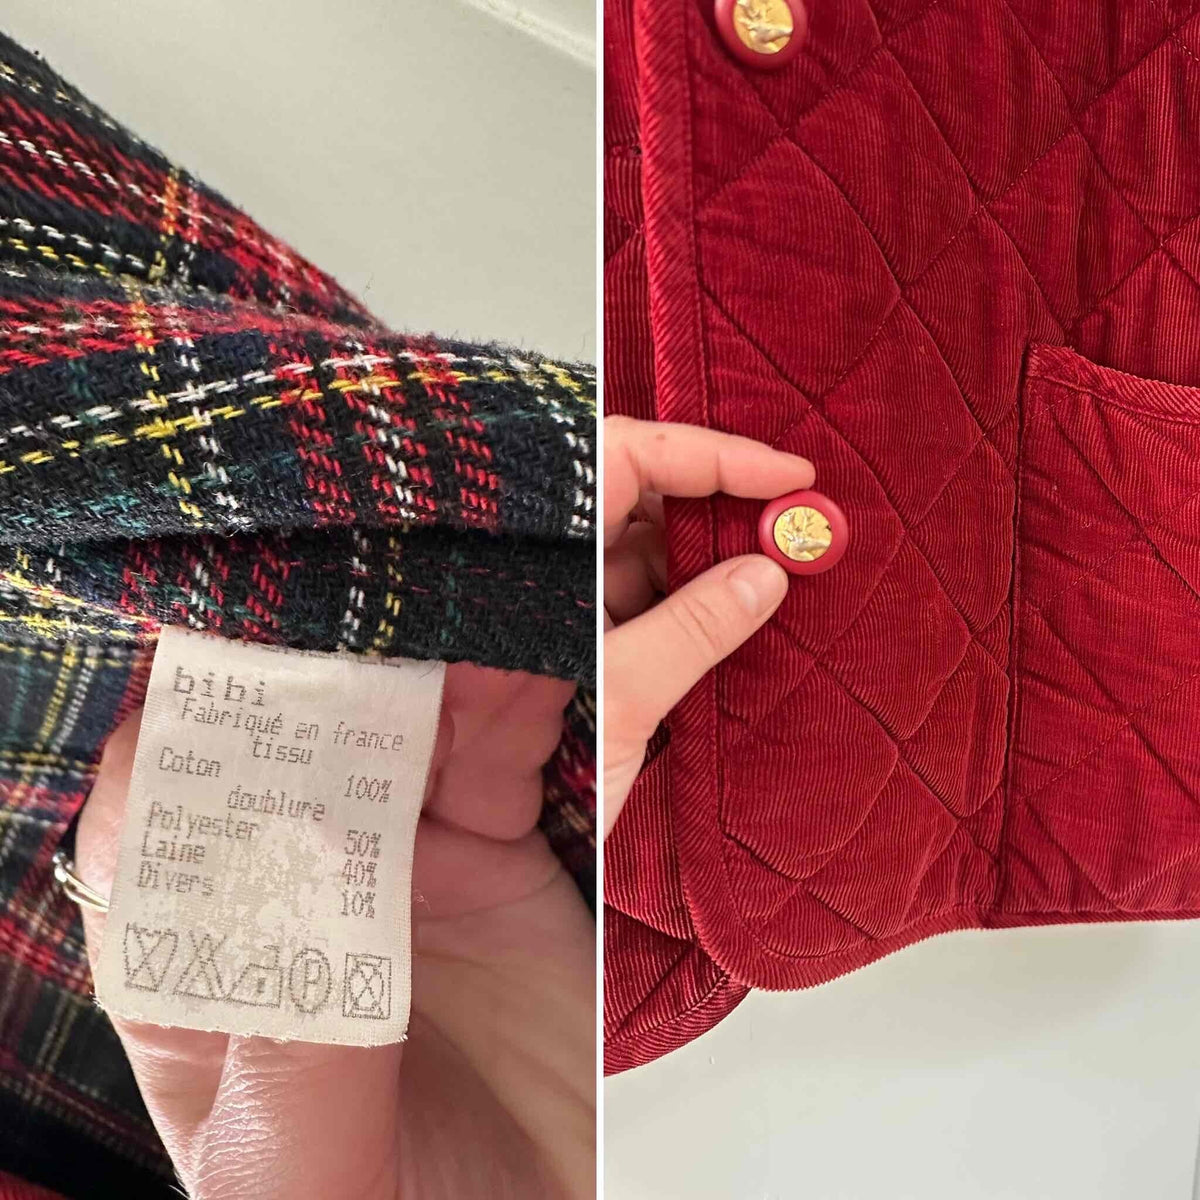 bibi
Fabriqué en france
tissu
Coton 100%
doublure
Polyester 50%
Laine 40%
Divers 10%
P